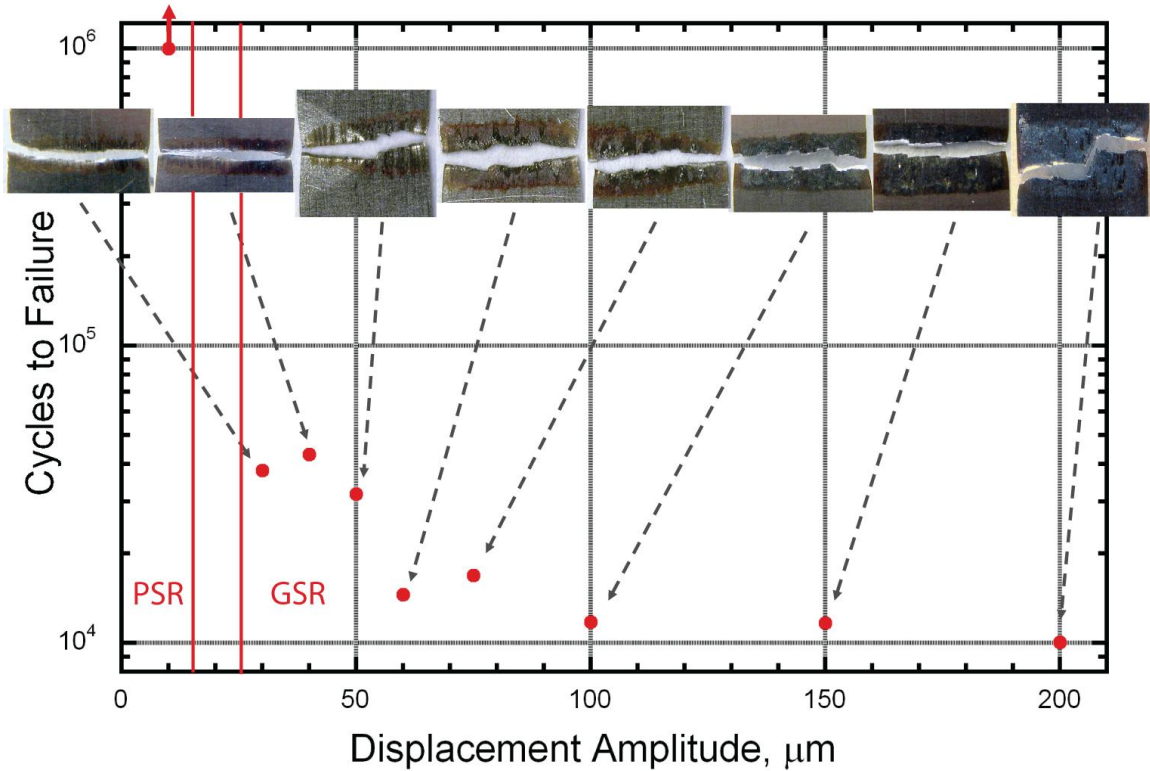 Cycles to Failure
10⁶
10⁵
10⁴
PSR
GSR
0
50
100
150
200
Displacement Amplitude, μm